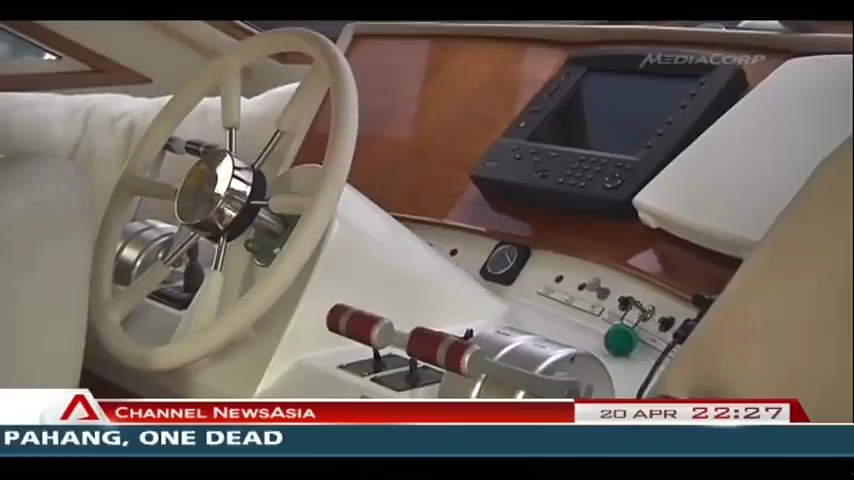 MEDIACORP
CHANNEL NEWSASIA
20 APR 22:27
PAHANG, ONE DEAD